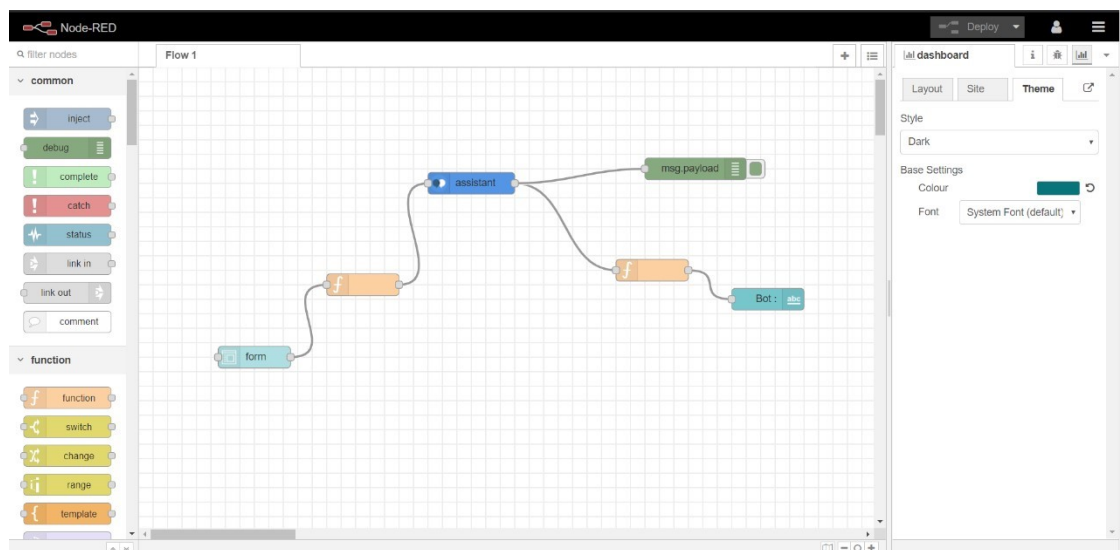 Node-RED
Deploy
filter nodes
Flow 1
dashboard
i
common
inject
debug
complete
catch
status
link in
link out
comment
function
f function
switch
change
range
{ template
form
f
assistant
msg.payload
f
Bot : abc
Layout Site Theme
Style
Dark
Base Settings
Colour
Font System Font (default)